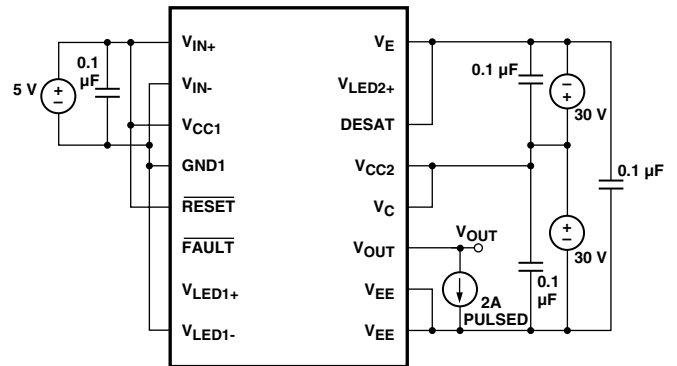 VIN+
VIN-
VCC1
GND1
RESET
FAULT
VLED1+
VLED1-
VE
VLED2+
DESAT
VCC2
VC
VOUT
VEE
VEE
5 V
+
−
0.1
µF
0.1 µF
−
+
30 V
0.1 µF
+
−
30 V
0.1
µF
VOUT
2A
PULSED